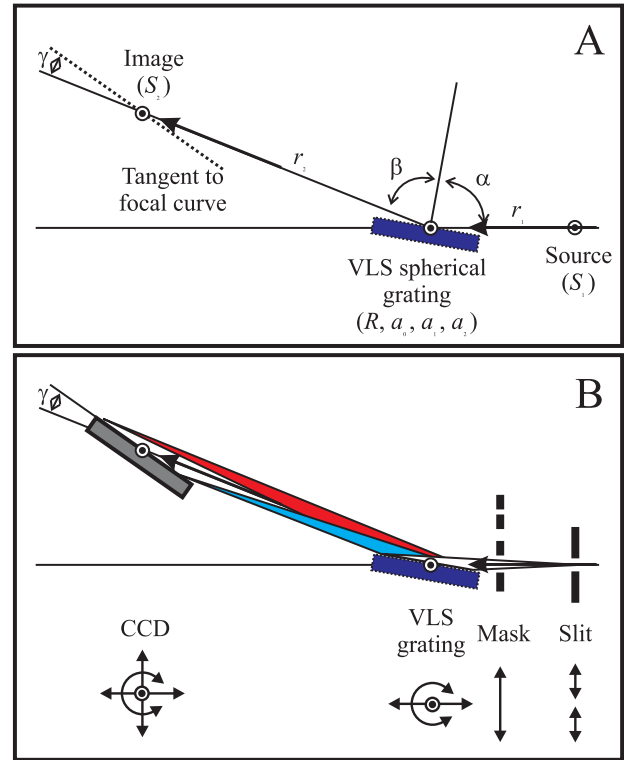 A
γ
Image
(S₂)
r₂
Tangent to
focal curve
β
α
r₁
VLS spherical
grating
(R, a₀, a₁, a₂)
Source
(S₁)
B
γ
CCD
VLS
grating
Mask
Slit